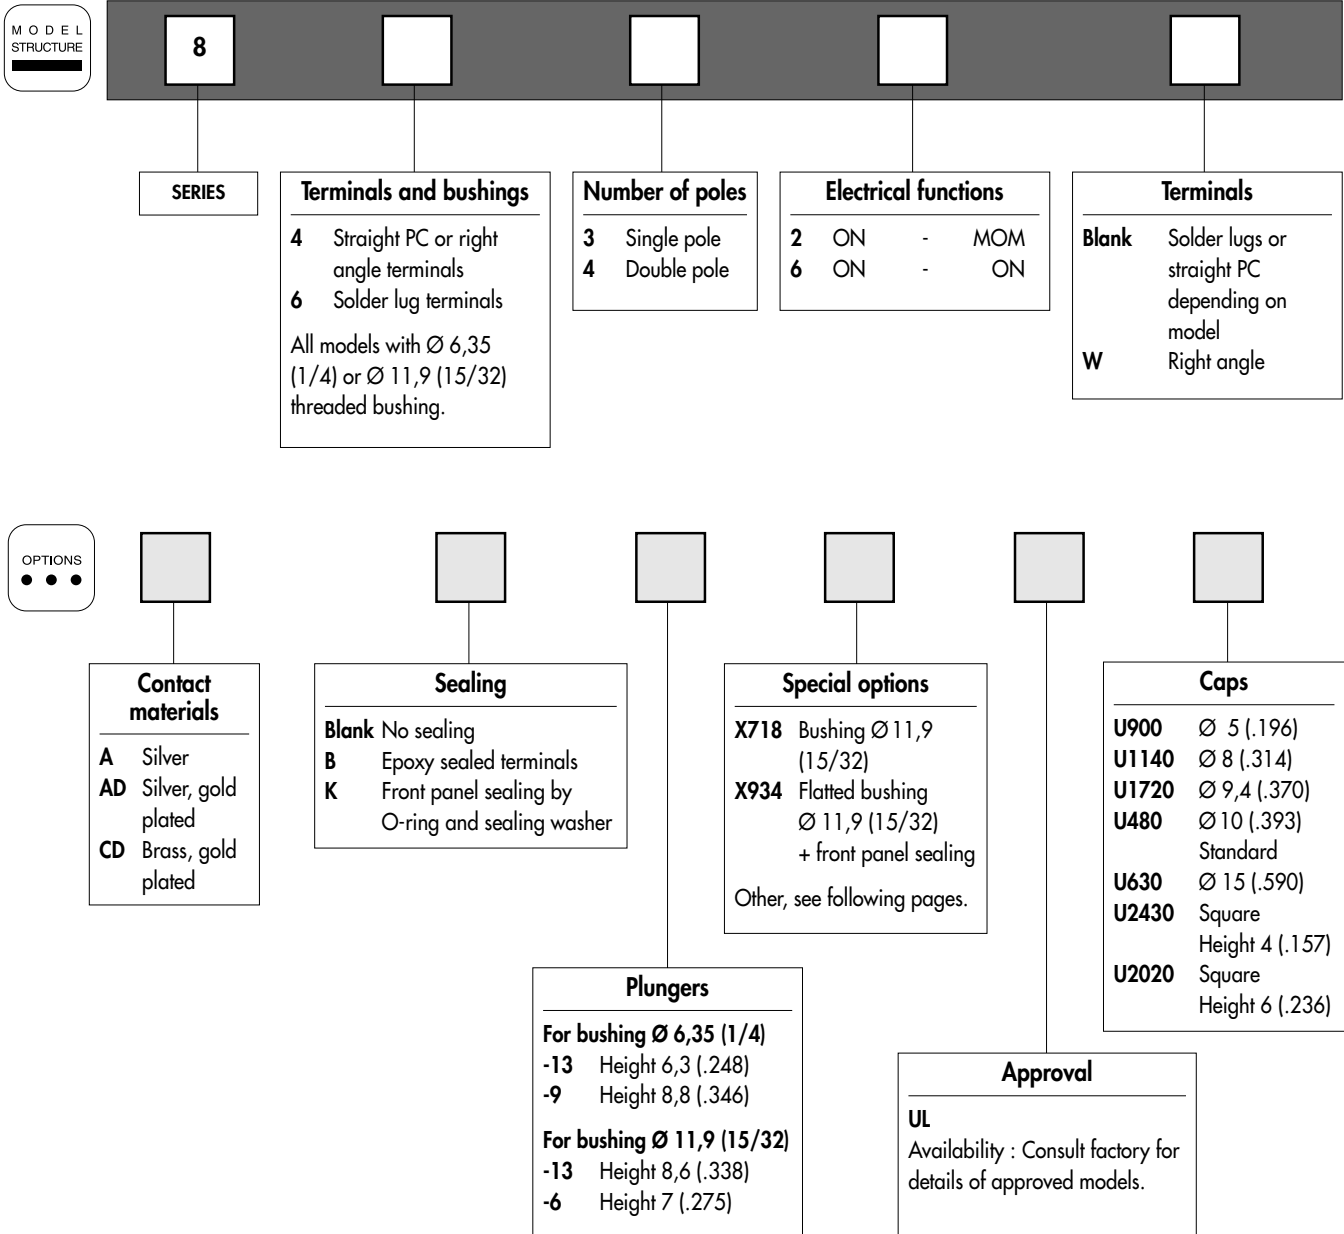 MODEL
STRUCTURE
8
SERIES
Terminals and bushings
4 Straight PC or right
angle terminals
6 Solder lug terminals
All models with Ø 6,35
(1/4) or Ø 11,9 (15/32)
threaded bushing.
Number of poles
3 Single pole
4 Double pole
Electrical functions
2 ON - MOM
6 ON - ON
Terminals
Blank Solder lugs or
straight PC
depending on
model
W Right angle
OPTIONS
Contact
materials
A Silver
AD Silver, gold
plated
CD Brass, gold
plated
Sealing
Blank No sealing
B Epoxy sealed terminals
K Front panel sealing by
O-ring and sealing washer
Plungers
For bushing Ø 6,35 (1/4)
-13 Height 6,3 (.248)
-9 Height 8,8 (.346)
For bushing Ø 11,9 (15/32)
-13 Height 8,6 (.338)
-6 Height 7 (.275)
Special options
X718 Bushing Ø 11,9
(15/32)
X934 Flatted bushing
Ø 11,9 (15/32)
+ front panel sealing
Other, see following pages.
Approval
UL
Availability : Consult factory for
details of approved models.
Caps
U900 Ø 5 (.196)
U1140 Ø 8 (.314)
U1720 Ø 9,4 (.370)
U480 Ø 10 (.393)
Standard
U630 Ø 15 (.590)
U2430 Square
Height 4 (.157)
U2020 Square
Height 6 (.236)